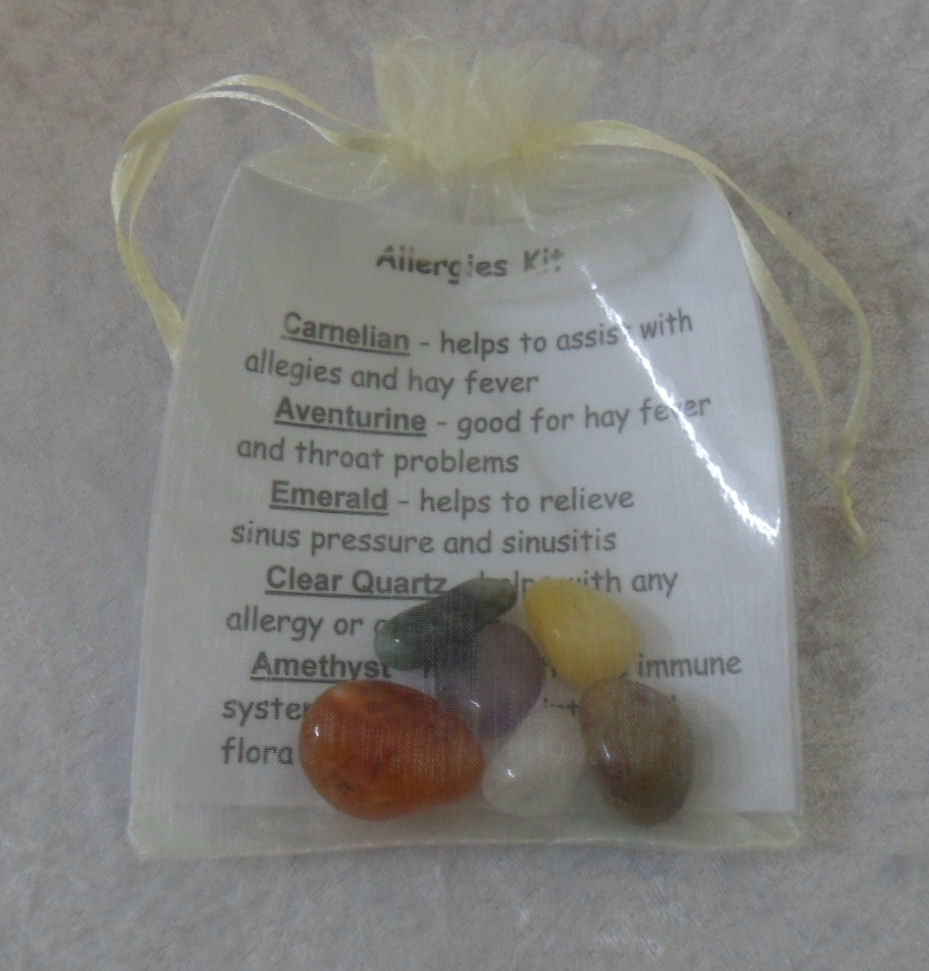 Allergies Kit
Carnelian - helps to assist with
allegies and hay fever
Aventurine - good for hay fever
and throat problems
Emerald - helps to relieve
sinus pressure and sinusitis
Clear Quartz - helps with any
allergy or
Amethyst immune
flora